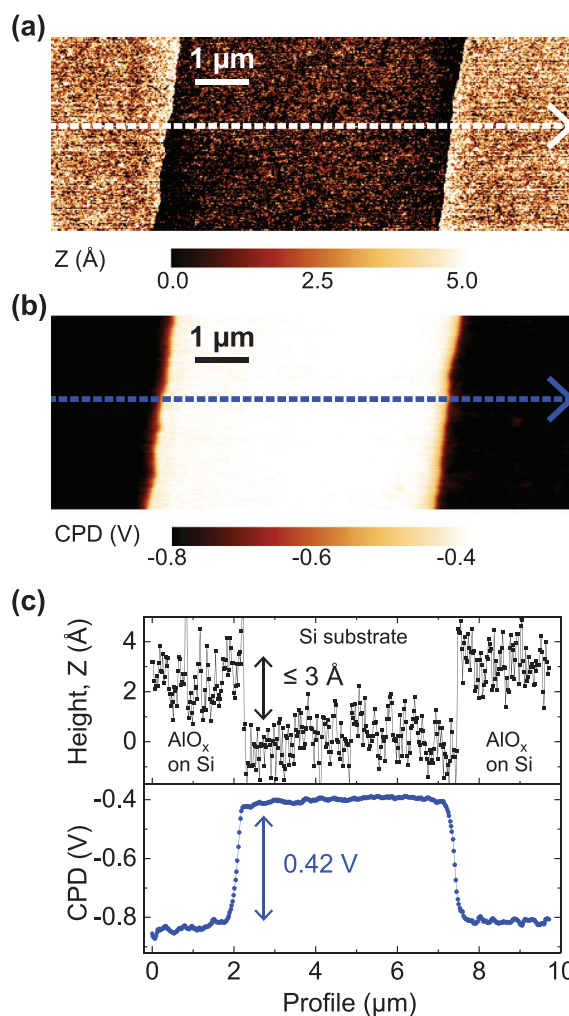 (a)
1 μm
Z (Å)
0.0 2.5 5.0
(b)
1 μm
CPD (V)
-0.8 -0.6 -0.4
(c)
Height, Z (Å)
4
2
0
Si substrate
≤ 3 Å
AlOₓ
on Si
AlOₓ
on Si
CPD (V)
-0.4
-0.6
-0.8
0.42 V
0 2 4 6 8 10
Profile (μm)